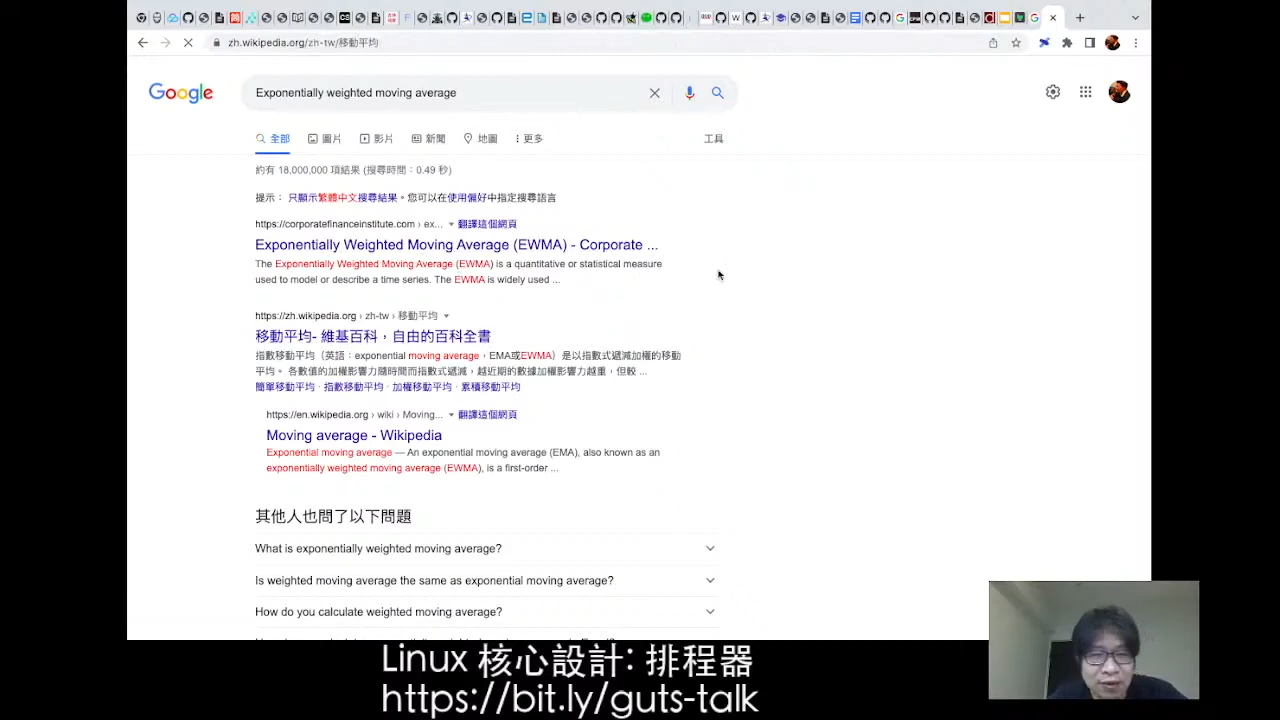 zh.wikipedia.org/zh-tw/移動平均
Google
Exponentially weighted moving average
全部
圖片
影片
新聞
地圖
更多
工具
約有 18,000,000 項結果 (搜尋時間：0.49 秒)
提示： 只顯示繁體中文搜尋結果。您可以在使用偏好中指定搜尋語言
https://corporatefinanceinstitute.com › ex... 翻譯這個網頁
Exponentially Weighted Moving Average (EWMA) - Corporate ...
The Exponentially Weighted Moving Average (EWMA) is a quantitative or statistical measure
used to model or describe a time series. The EWMA is widely used ...
https://zh.wikipedia.org › zh-tw › 移動平均
移動平均- 維基百科，自由的百科全書
指數移動平均（英語：exponential moving average，EMA或EWMA）是以指數式遞減加權的移動
平均。 各數值的加權影響力隨時間而指數式遞減，越近期的數據加權影響力越重，但較 ...
簡單移動平均 · 指數移動平均 · 加權移動平均 · 累積移動平均
https://en.wikipedia.org › wiki › Moving... 翻譯這個網頁
Moving average - Wikipedia
Exponential moving average — An exponential moving average (EMA), also known as an
exponentially weighted moving average (EWMA), is a first-order ...
其他人也問了以下問題
What is exponentially weighted moving average?
Is weighted moving average the same as exponential moving average?
How do you calculate weighted moving average?
Linux 核心設計: 排程器
https://bit.ly/guts-talk